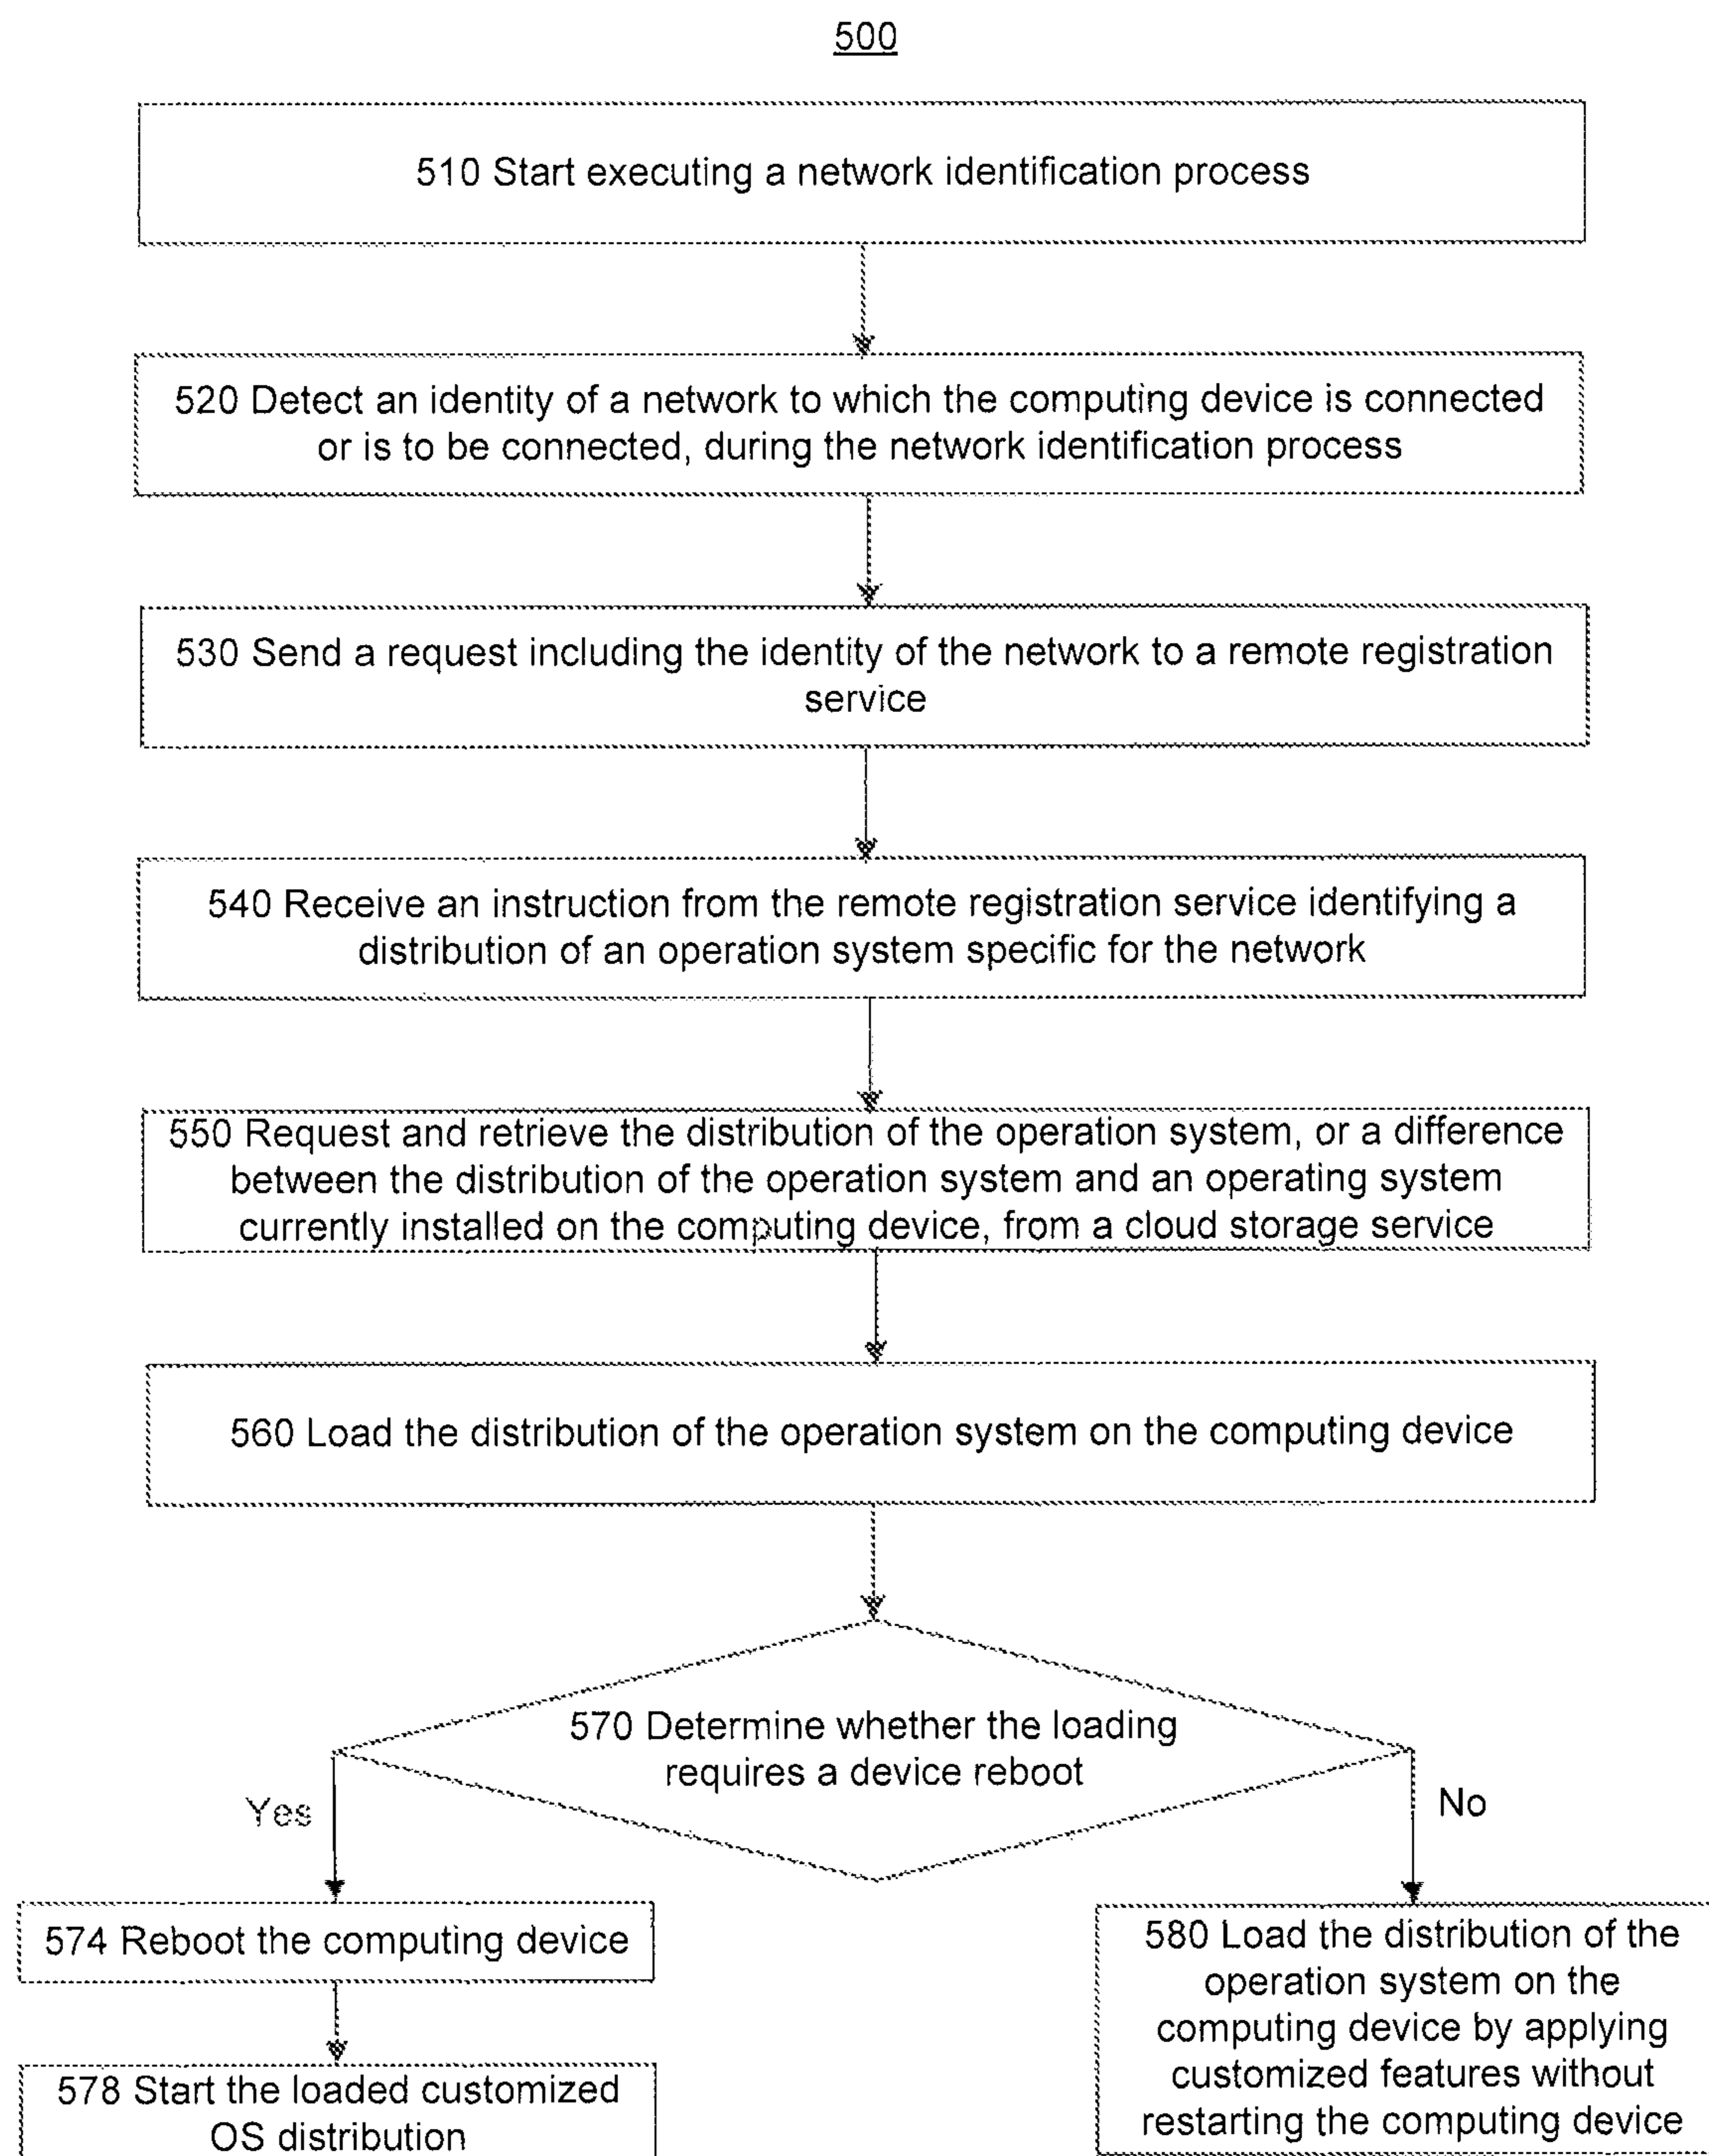 500
510 Start executing a network identification process
520 Detect an identity of a network to which the computing device is connected
or is to be connected, during the network identification process
530 Send a request including the identity of the network to a remote registration
service
540 Receive an instruction from the remote registration service identifying a
distribution of an operation system specific for the network
550 Request and retrieve the distribution of the operation system, or a difference
between the distribution of the operation system and an operating system
currently installed on the computing device, from a cloud storage service
560 Load the distribution of the operation system on the computing device
570 Determine whether the loading
requires a device reboot
Yes
No
574 Reboot the computing device
578 Start the loaded customized
OS distribution
580 Load the distribution of the
operation system on the
computing device by applying
customized features without
restarting the computing device